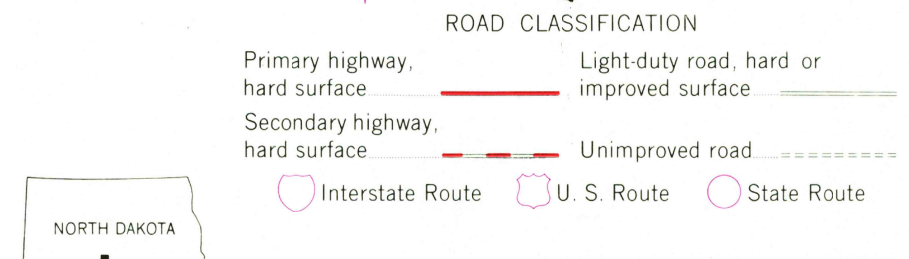 ROAD CLASSIFICATION
Primary highway,
hard surface
Light-duty road, hard or
improved surface
Secondary highway,
hard surface
Unimproved road
Interstate Route
U. S. Route
State Route
NORTH DAKOTA